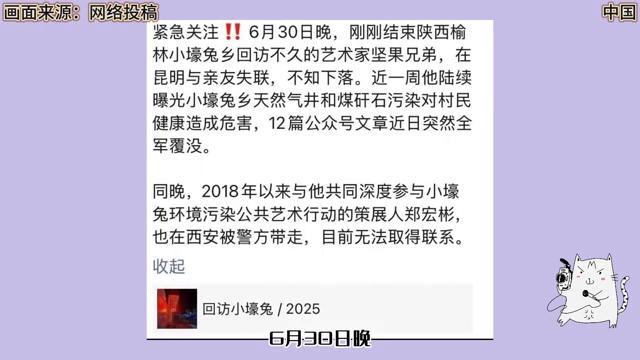 画面来源：网络投稿
中国
紧急关注‼️ 6月30日晚，刚刚结束陕西榆
林小壕兔乡回访不久的艺术家坚果兄弟，在
昆明与亲友失联，不知下落。近一周他陆续
曝光小壕兔乡天然气井和煤矸石污染对村民
健康造成危害，12篇公众号文章近日突然全
军覆没。
同晚，2018年以来与他共同深度参与小壕
兔环境污染公共艺术行动的策展人郑宏彬，
也在西安被警方带走，目前无法取得联系。
收起
回访小壕兔 / 2025
6月30日晚